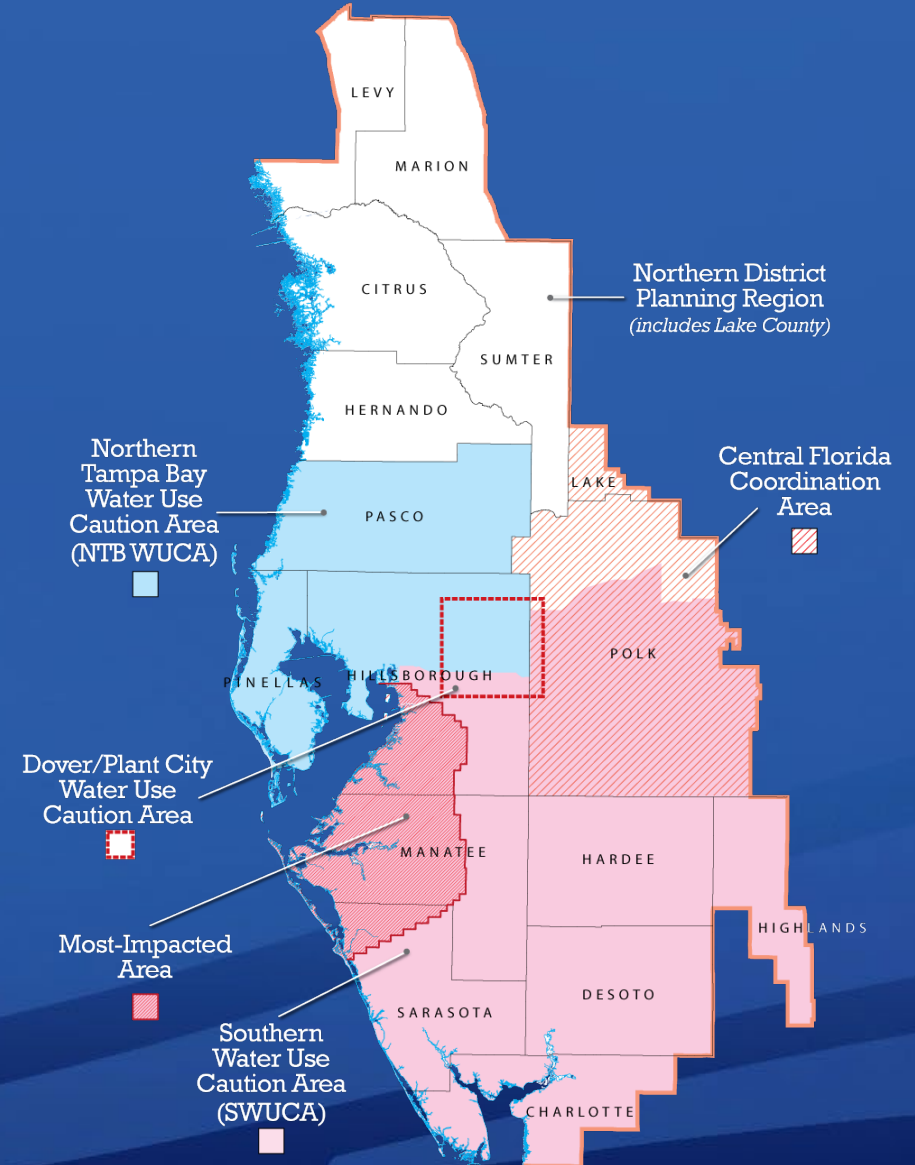 LEVY
MARION
CITRUS
Northern District
Planning Region
(includes Lake County)
SUMTER
HERNANDO
Northern
Tampa Bay
Water Use
Caution Area
(NTB WUCA)
Central Florida
Coordination
Area
LAKE
PASCO
POLK
HILLSBOROUGH
PINELLAS
Dover/Plant City
Water Use
Caution Area
MANATEE
HARDEE
Most-Impacted
Area
HIGHLANDS
DESOTO
SARASOTA
Southern
Water Use
Caution Area
(SWUCA)
CHARLOTTE